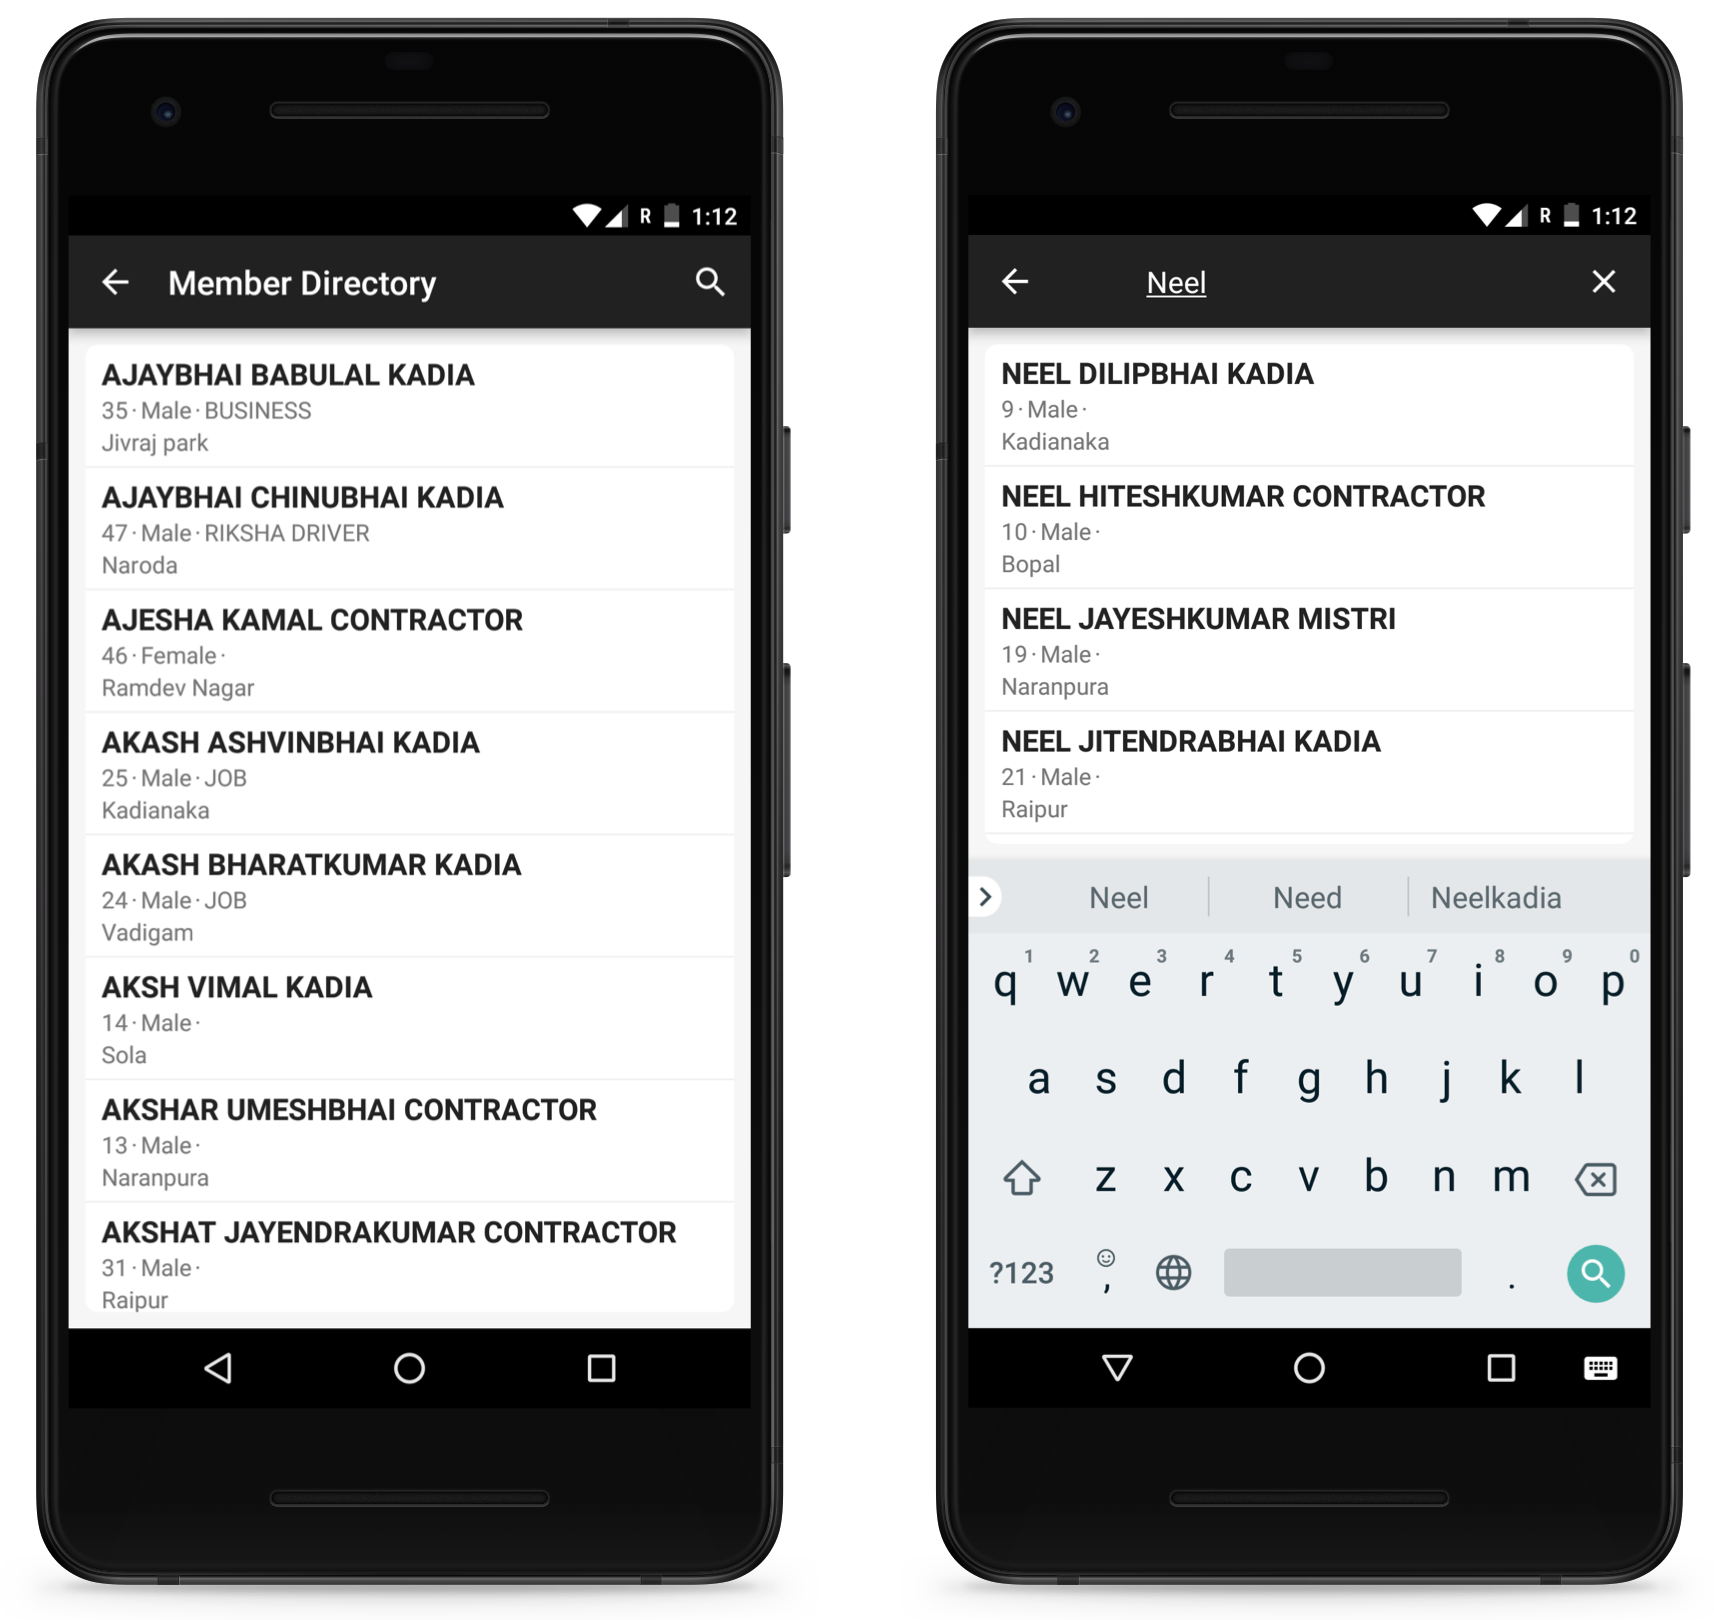 R 1:12
Member Directory
AJAYBHAI BABULAL KADIA
35 · Male · BUSINESS
Jivraj park
AJAYBHAI CHINUBHAI KADIA
47 · Male · RIKSHA DRIVER
Naroda
AJESHA KAMAL CONTRACTOR
46 · Female ·
Ramdev Nagar
AKASH ASHVINBHAI KADIA
25 · Male · JOB
Kadianaka
AKASH BHARATKUMAR KADIA
24 · Male · JOB
Vadigam
AKSH VIMAL KADIA
14 · Male ·
Sola
AKSHAR UMESHBHAI CONTRACTOR
13 · Male ·
Naranpura
AKSHAT JAYENDRAKUMAR CONTRACTOR
31 · Male ·
Raipur
R 1:12
Neel
NEEL DILIPBHAI KADIA
9 · Male ·
Kadianaka
NEEL HITESHKUMAR CONTRACTOR
10 · Male ·
Bopal
NEEL JAYESHKUMAR MISTRI
19 · Male ·
Naranpura
NEEL JITENDRABHAI KADIA
21 · Male ·
Raipur
Neel Need Neelkadia
q 1 w 2 e 3 r 4 t 5 y 6 u 7 i 8 o 9 p 0
a s d f g h j k l
z x c v b n m
?123 , .